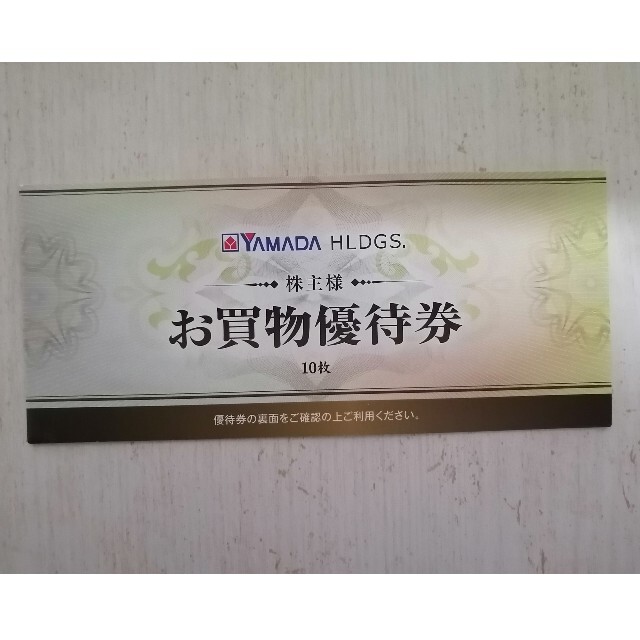 YAMADA HLDGS.
株主様
お買物優待券
10枚
優待券の裏面をご確認の上ご利用ください。